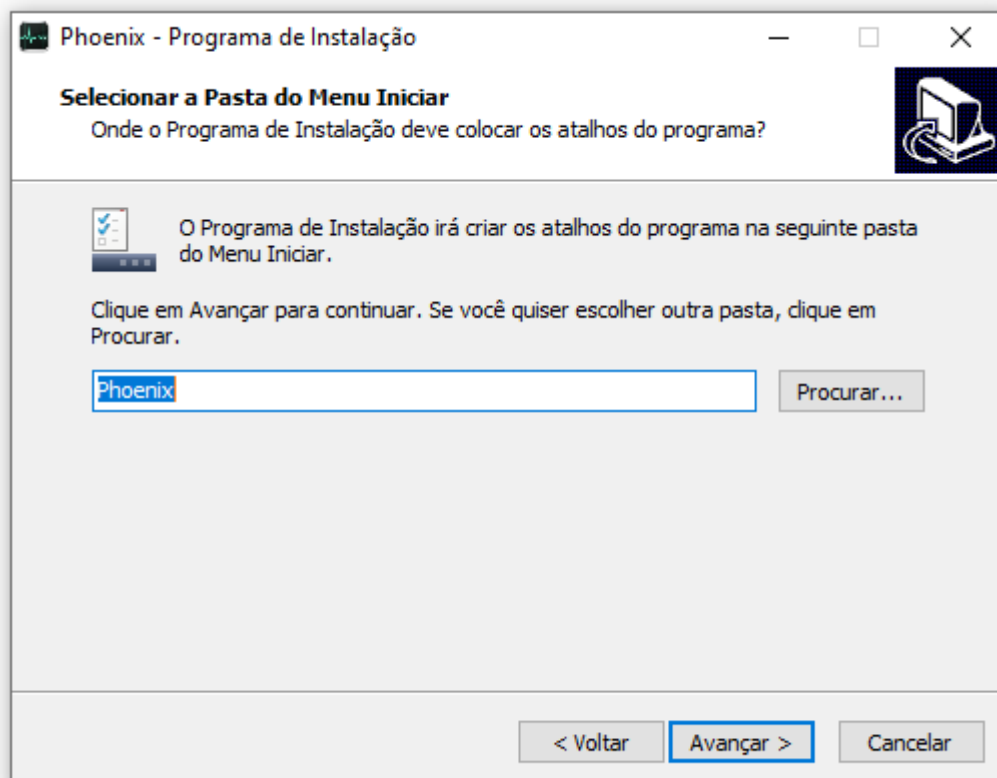 Phoenix - Programa de Instalação
Selecionar a Pasta do Menu Iniciar
Onde o Programa de Instalação deve colocar os atalhos do programa?
O Programa de Instalação irá criar os atalhos do programa na seguinte pasta
do Menu Iniciar.
Clique em Avançar para continuar. Se você quiser escolher outra pasta, clique em
Procurar.
Phoenix
Procurar...
< Voltar
Avançar >
Cancelar